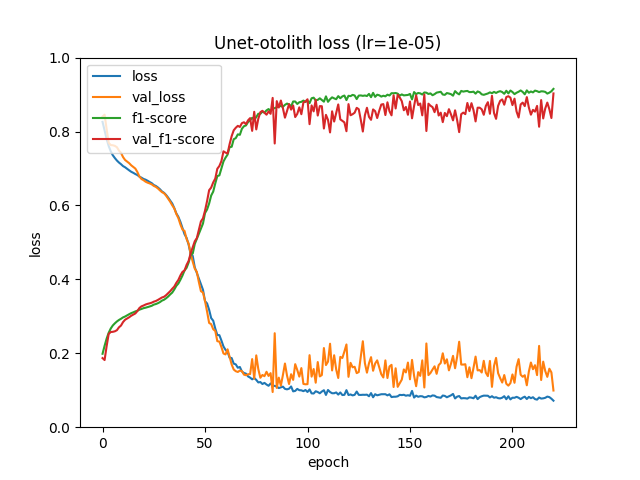 Unet-otolith loss (lr=1e-05)
loss
val_loss
f1-score
val_f1-score
1.0
0.8
0.6
0.4
0.2
0.0
loss
0
50
100
150
200
epoch